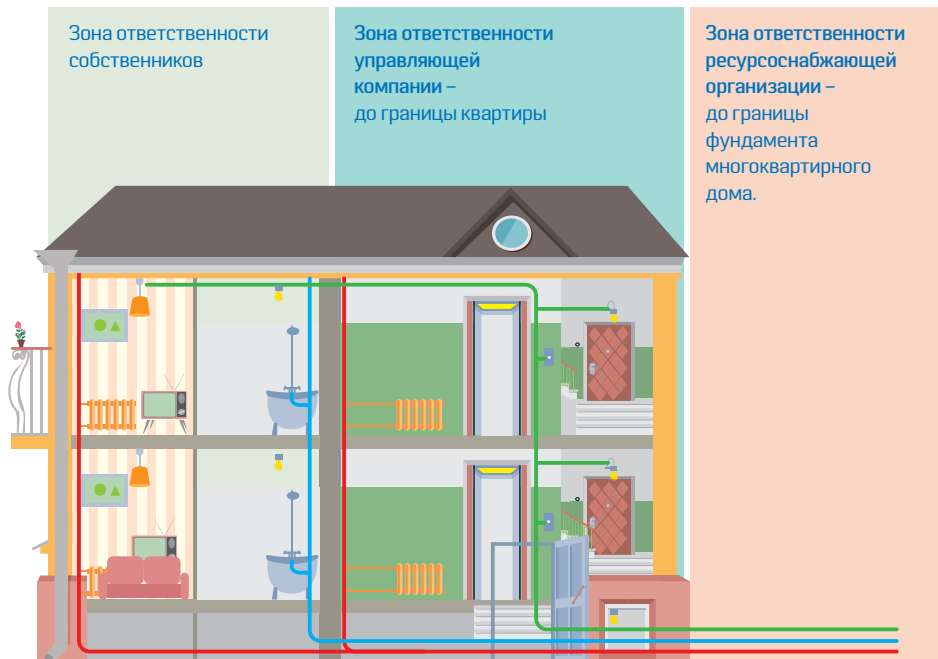 Зона ответственности
собственников
Зона ответственности
управляющей
компании –
до границы квартиры
Зона ответственности
ресурсоснабжающей
организации –
до границы
фундамента
многоквартирного
дома.